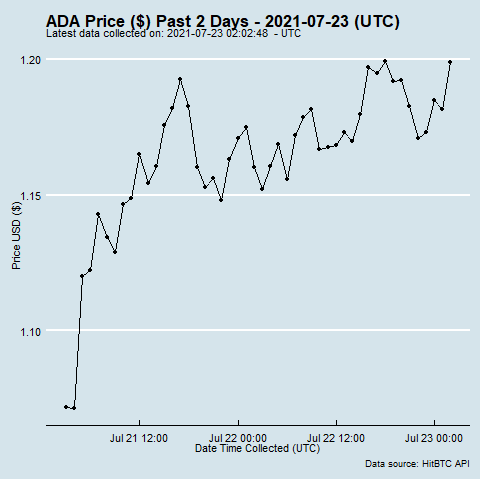 ADA Price ($) Past 2 Days - 2021-07-23 (UTC)
Latest data collected on: 2021-07-23 02:02:48  - UTC
1.20
1.15
1.10
Price USD ($)
Jul 21 12:00 Jul 22 00:00 Jul 22 12:00 Jul 23 00:00
Date Time Collected (UTC)
Data source: HitBTC API